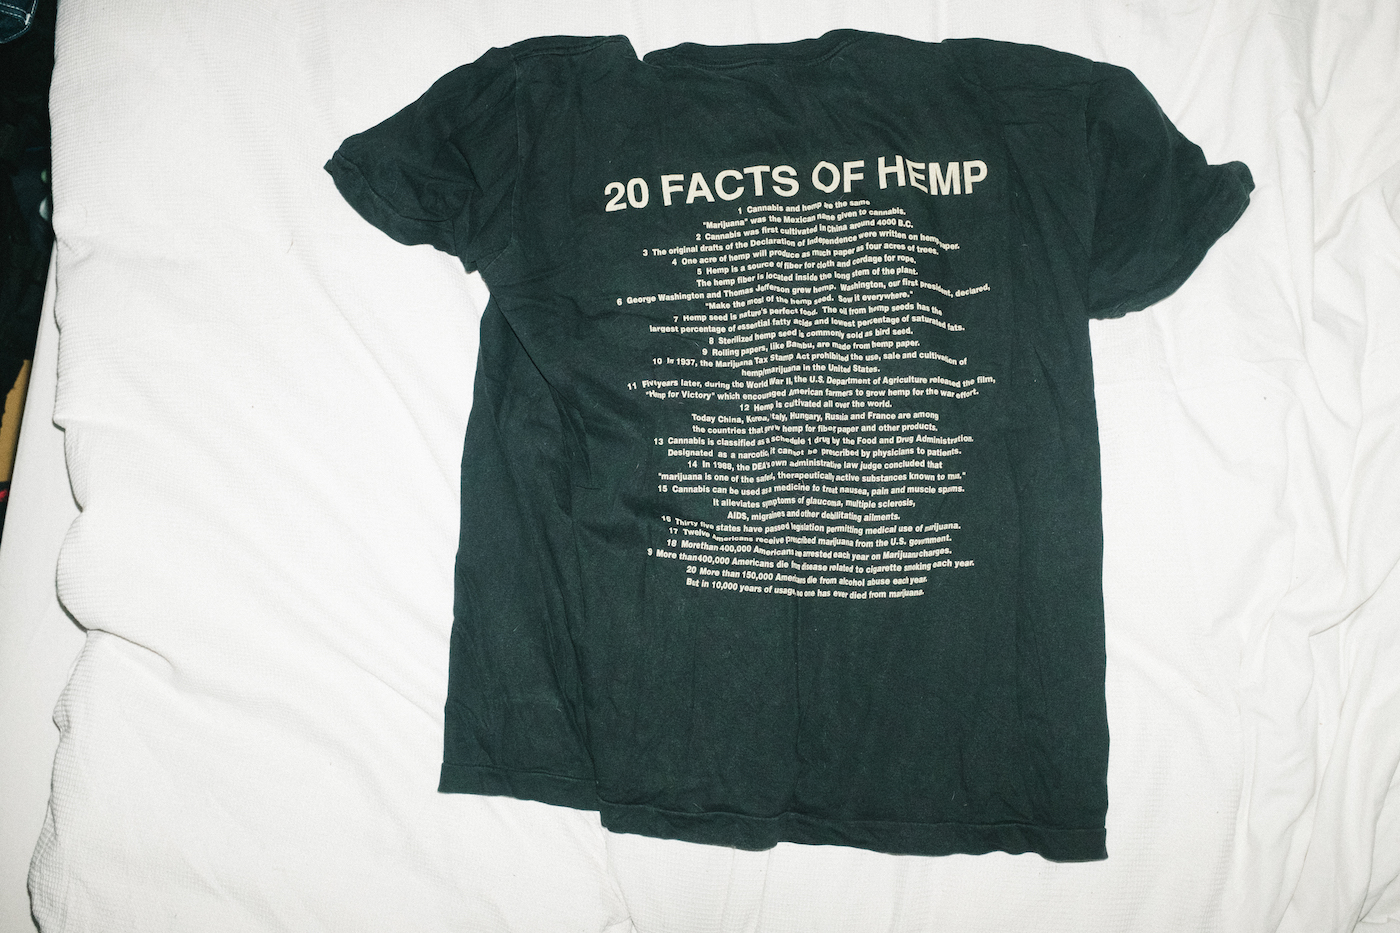 20 FACTS OF HEMP
1 Cannabis and hemp are the same
"Marijuana" was the Mexican name given to cannabis.
2 Cannabis was first cultivated in China around 4000 B.C.
3 The original drafts of the Declaration of Independence were written on hemp paper.
4 One acre of hemp will produce as much paper as four acres of trees.
5 Hemp is a source of fiber for cloth and cordage for rope.
The hemp fiber is located inside the long stem of the plant.
6 George Washington and Thomas Jefferson grew hemp. Washington, our first president, declared,
"Make the most of the hemp seed. Sow it everywhere."
7 Hemp seed is nature's perfect food. The oil from hemp seeds has the
largest percentage of essential fatty acids and lowest percentage of saturated fats.
8 Sterilized hemp seed is commonly sold as bird seed.
9 Rolling papers, like Bambu, are made from hemp paper.
10 In 1937, the Marijuana Tax Stamp Act prohibited the use, sale and cultivation of
hemp/marijuana in the United States.
11 Five years later, during the World War II, the U.S. Department of Agriculture released the film,
"Hemp for Victory" which encouraged American farmers to grow hemp for the war effort.
12 Hemp is cultivated all over the world.
Today China, Korea, Italy, Hungary, Russia and France are among
the countries that grow hemp for fiber, paper and other products.
13 Cannabis is classified as a schedule 1 drug by the Food and Drug Administration.
Designated as a narcotic, it cannot be prescribed by physicians to patients.
14 In 1988, the DEA's own administrative law judge concluded that
"marijuana is one of the safest, therapeutically active substances known to man."
15 Cannabis can be used as a medicine to treat nausea, pain and muscle spasms.
It alleviates symptoms of glaucoma, multiple sclerosis,
AIDS, migraines and other debilitating ailments.
16 Thirty five states have passed legislation permitting medical use of marijuana.
17 Twelve Americans receive prescribed marijuana from the U.S. government.
18 More than 400,000 Americans are arrested each year on Marijuana charges.
9 More than 400,000 Americans die from disease related to cigarette smoking each year.
20 More than 150,000 Americans die from alcohol abuse each year.
But in 10,000 years of usage, no one has ever died from marijuana.